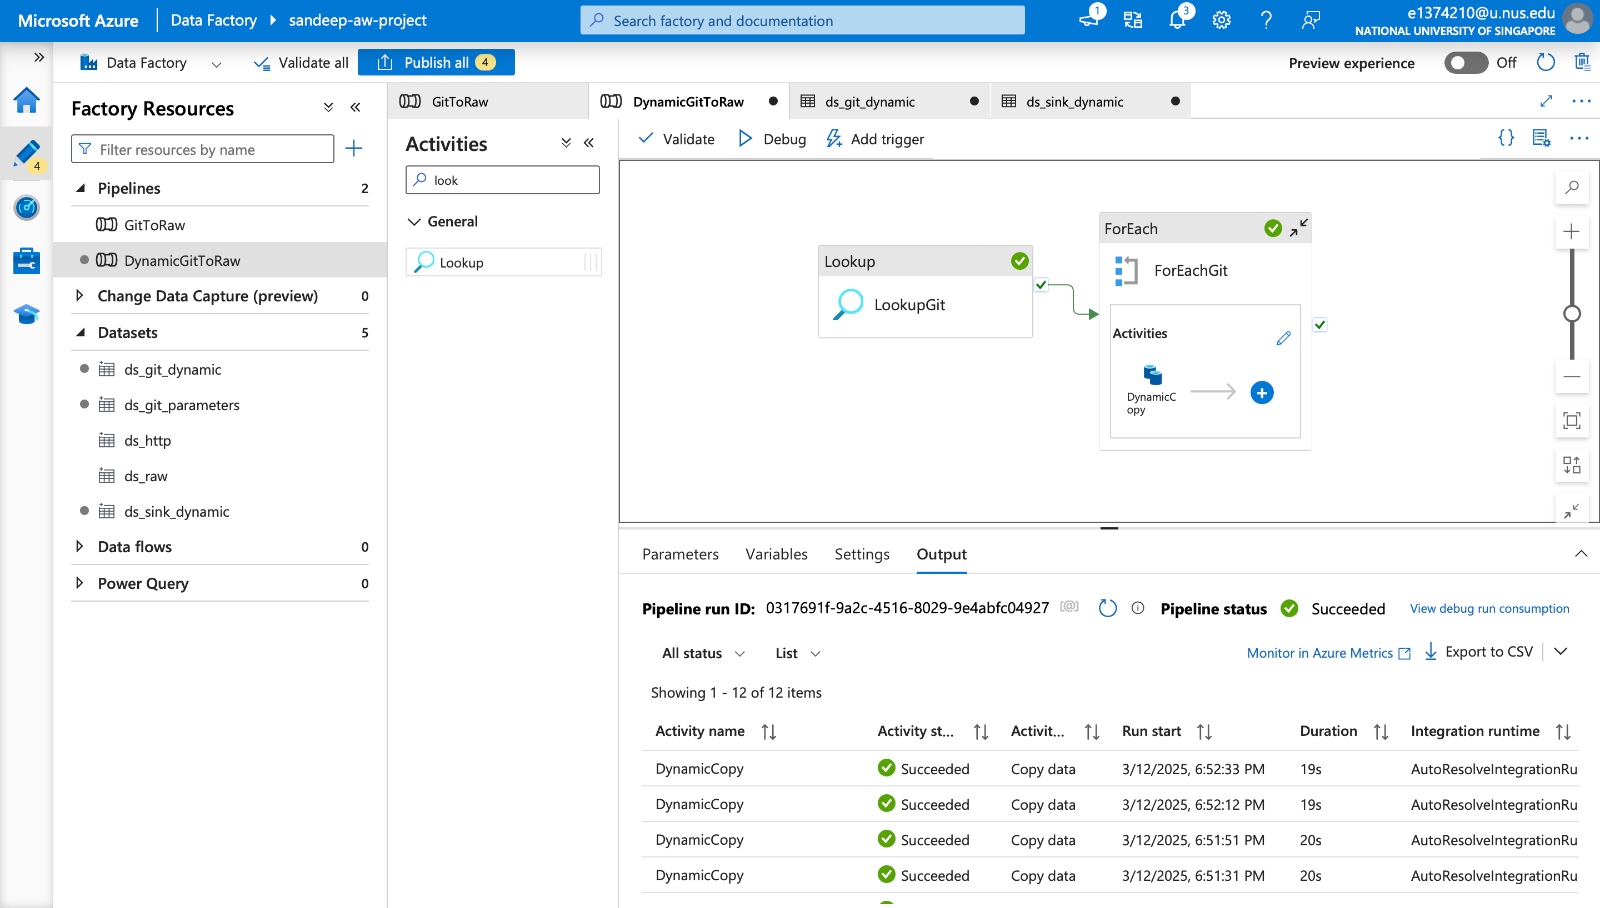 Microsoft Azure
Data Factory
sandeep-aw-project
Search factory and documentation
1
3
e1374210@u.nus.edu
NATIONAL UNIVERSITY OF SINGAPORE
Data Factory
Validate all
Publish all 4
Preview experience
Off
4
Factory Resources
Filter resources by name
Pipelines 2
GitToRaw
DynamicGitToRaw
Change Data Capture (preview) 0
Datasets 5
ds_git_dynamic
ds_git_parameters
ds_http
ds_raw
ds_sink_dynamic
Data flows 0
Power Query 0
GitToRaw
DynamicGitToRaw
ds_git_dynamic
ds_sink_dynamic
Activities
look
General
Lookup
Validate
Debug
Add trigger
Lookup
LookupGit
ForEach
ForEachGit
Activities
DynamicC
opy
Parameters
Variables
Settings
Output
Pipeline run ID: 0317691f-9a2c-4516-8029-9e4abfc04927
Pipeline status
Succeeded
View debug run consumption
All status
List
Monitor in Azure Metrics
Export to CSV
Showing 1 - 12 of 12 items
Activity name Activity st... Activit... Run start Duration Integration runtime
DynamicCopy Succeeded Copy data 3/12/2025, 6:52:33 PM 19s AutoResolveIntegrationRu
DynamicCopy Succeeded Copy data 3/12/2025, 6:52:12 PM 19s AutoResolveIntegrationRu
DynamicCopy Succeeded Copy data 3/12/2025, 6:51:51 PM 20s AutoResolveIntegrationRu
DynamicCopy Succeeded Copy data 3/12/2025, 6:51:31 PM 20s AutoResolveIntegrationRu